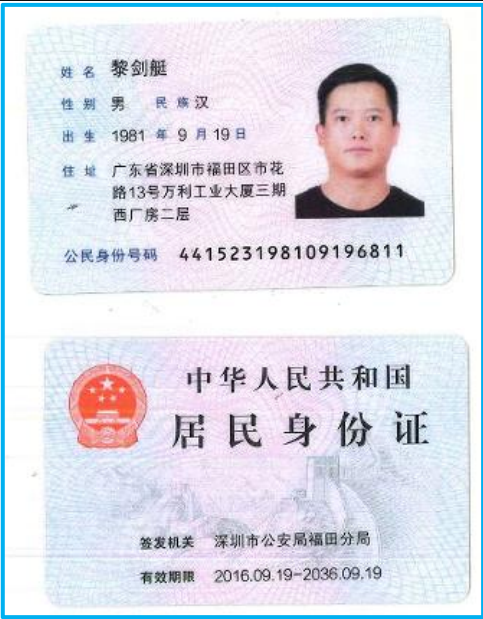 姓名 黎剑艇
性别 男 民族 汉
出生 1981 年 9 月 19 日
住址 广东省深圳市福田区市花
路13号万利工业大厦三期
西厂房二层
公民身份号码 441523198109196811
中华人民共和国
居民身份证
签发机关 深圳市公安局福田分局
有效期限 2016.09.19-2036.09.19